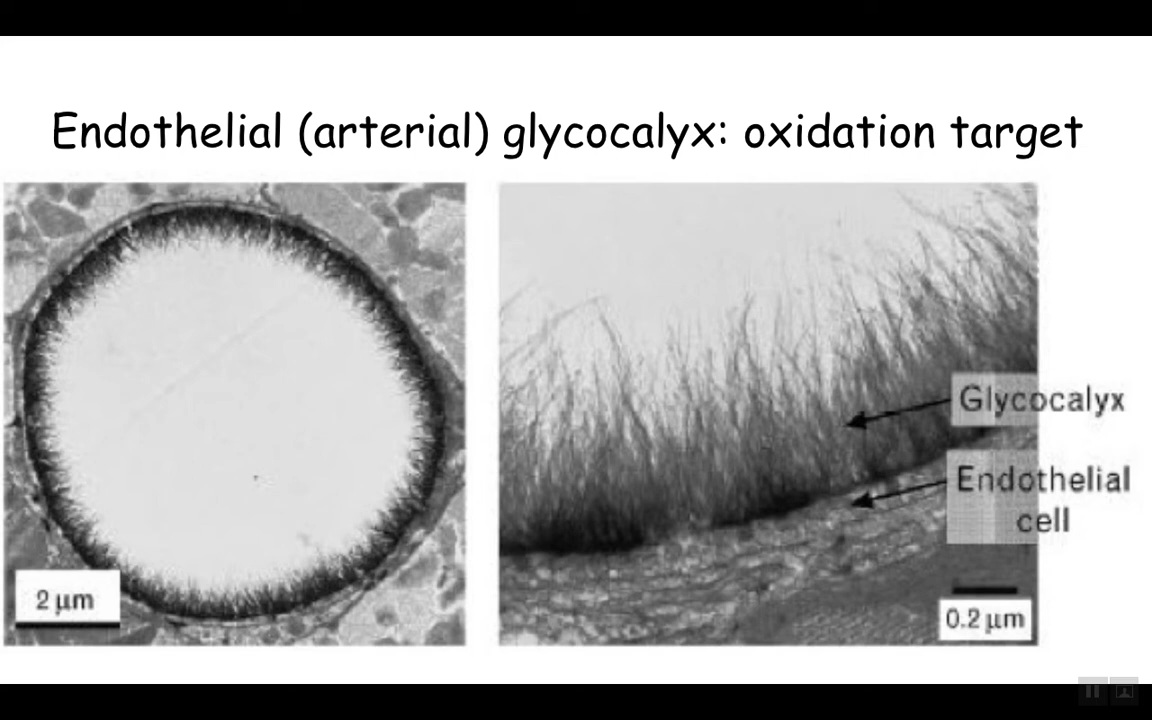 Endothelial (arterial) glycocalyx: oxidation target
Glycocalyx
Endothelial
cell
2 μm
0.2 μm